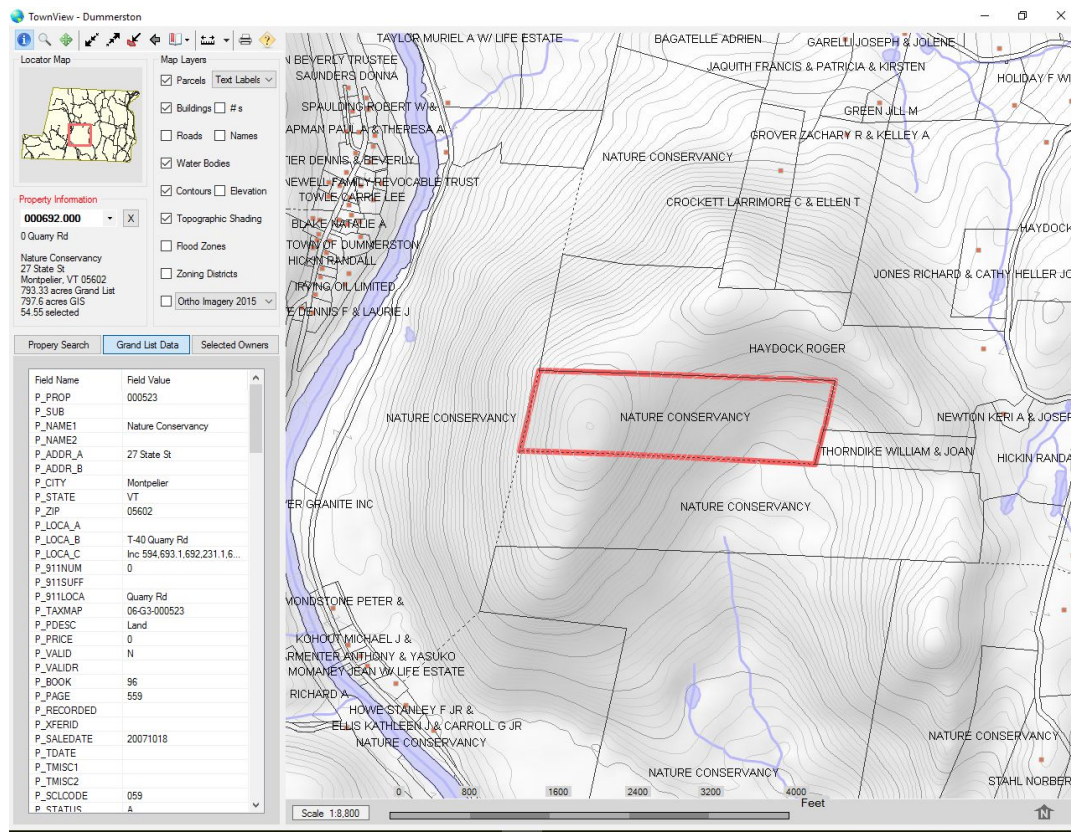 TownView - Dummerston
Locator Map
Map Layers
Parcels
Text Labels
Buildings
# s
Roads
Names
Water Bodies
Contours
Elevation
Topographic Shading
Flood Zones
Zoning Districts
Ortho Imagery 2015
Property Information
000692.000
X
0 Quarry Rd
Nature Conservancy
27 State St
Montpelier, VT 05602
793.33 acres Grand List
797.6 acres GIS
54.55 selected
Propery Search
Grand List Data
Selected Owners
Field Name Field Value
P_PROP 000523
P_SUB
P_NAME1 Nature Conservancy
P_NAME2
P_ADDR_A 27 State St
P_ADDR_B
P_CITY Montpelier
P_STATE VT
P_ZIP 05602
P_LOCA_A
P_LOCA_B T-40 Quarry Rd
P_LOCA_C Inc 594,693.1,692,231.1,6...
P_911NUM 0
P_911SUFF
P_911LOCA Quarry Rd
P_TAXMAP 06-G3-000523
P_PDESC Land
P_PRICE 0
P_VALID N
P_VALIDR
P_BOOK 96
P_PAGE 559
P_RECORDED
P_XFERID
P_SALEDATE 20071018
P_TDATE
P_TMISC1
P_TMISC2
P_SCLCODE 059
P_STATUS A
TAYLOR MURIEL A W/ LIFE ESTATE
BAGATELLE ADRIEN
GARELLI JOSEPH & JOLENE
N BEVERLY TRUSTEE
JAQUITH FRANCIS & PATRICIA & KIRSTEN
SAUNDERS DONNA
HOLIDAY F WI
SPAULDING ROBERT W &
GREEN JILL M
APMAN PAUL A & THERESA A
GROVER ZACHARY R & KELLEY A
TIER DENNIS & BEVERLY
NATURE CONSERVANCY
NEWELL FAMILY REVOCABLE TRUST
TOWLE CARRIE LEE
CROCKETT LARRIMORE C & ELLEN T
BLAKE NATALIE A
HAYDOCK
TOWN OF DUMMERSTON
HICKIN RANDALL
JONES RICHARD & CATHY HELLER JO
IRVING OIL LIMITED
E DENNIS F & LAURIE J
HAYDOCK ROGER
NATURE CONSERVANCY
NATURE CONSERVANCY
NEWTON KERI A & JOSEF
THORNDIKE WILLIAM & JOAN
HICKIN RANDA
ER GRANITE INC
NATURE CONSERVANCY
MONDSTONE PETER &
KOHOUT MICHAEL J &
RMENTER ANTHONY & YASUKO
MOMANEY JEAN W/ LIFE ESTATE
RICHARD A
HOWE STANLEY F JR &
ELLIS KATHLEEN J & CARROLL G JR
NATURE CONSERVANCY
NATURE CONSERVANCY
NATURE CONSERVANCY
STAHL NORBER
0 800 1600 2400 3200 4000
Feet
Scale 1:8,800
N